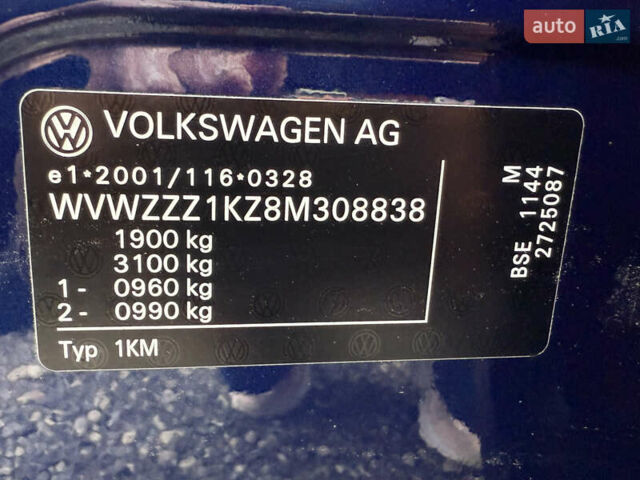 auto RIA.com
VOLKSWAGEN AG
e1*2001/116*0328
WVWZZZ1KZ8M308838
1900 kg
3100 kg
1 - 0960 kg
2 - 0990 kg
Typ 1KM
M
BSE 1144
2725087